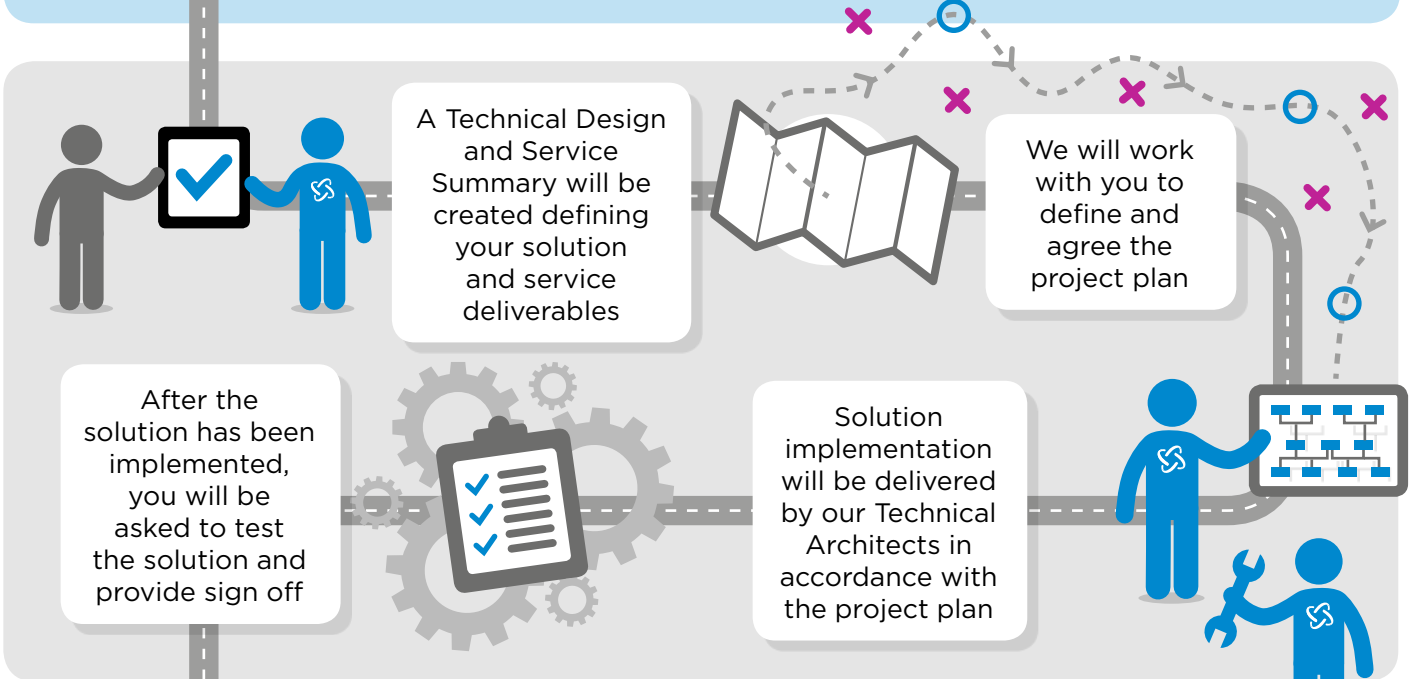 A Technical Design
and Service
Summary will be
created defining
your solution
and service
deliverables
We will work
with you to
define and
agree the
project plan
Solution
implementation
will be delivered
by our Technical
Architects in
accordance with
the project plan
After the
solution has been
implemented,
you will be
asked to test
the solution and
provide sign off